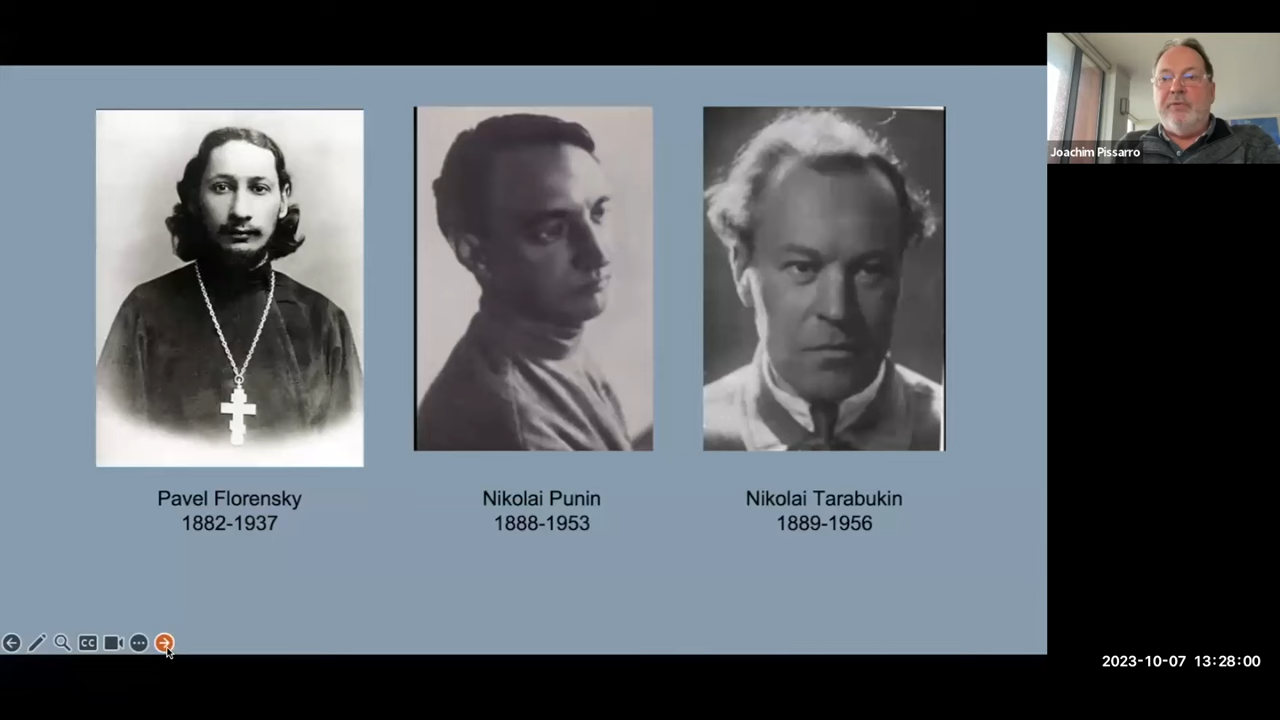 Joachim Pissarro
Pavel Florensky
1882-1937
Nikolai Punin
1888-1953
Nikolai Tarabukin
1889-1956
CC
2023-10-07 13:28:00